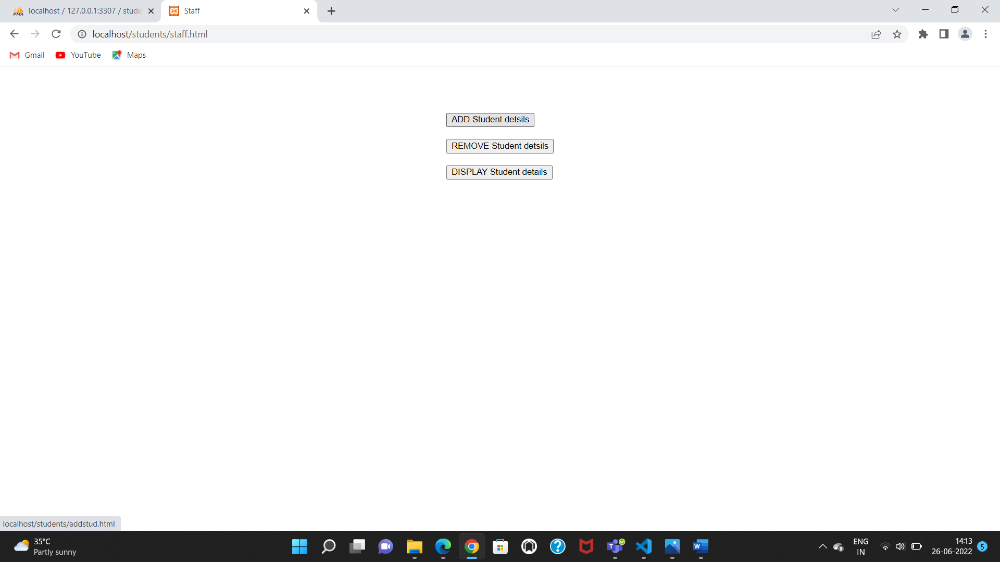 PMA localhost / 127.0.0.1:3307 / stude
Staff
localhost/students/staff.html
Gmail YouTube Maps
ADD Student detsils
REMOVE Student detsils
DISPLAY Student details
localhost/students/addstud.html
35°C
Partly sunny
ENG
IN
14:13
26-06-2022
5